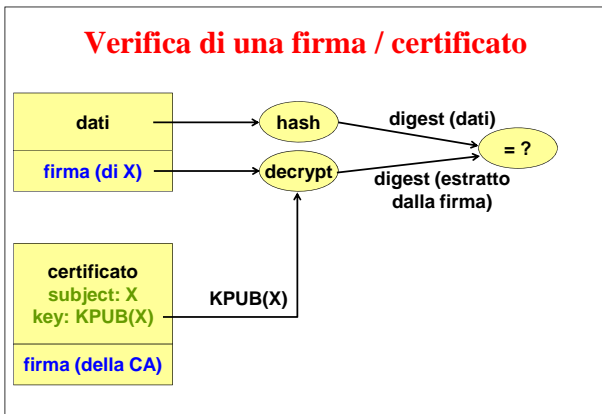 Verifica di una firma / certificato
dati
hash
digest (dati)
= ?
firma (di X)
decrypt
digest (estratto
dalla firma)
certificato
subject: X
key: KPUB(X)
KPUB(X)
firma (della CA)